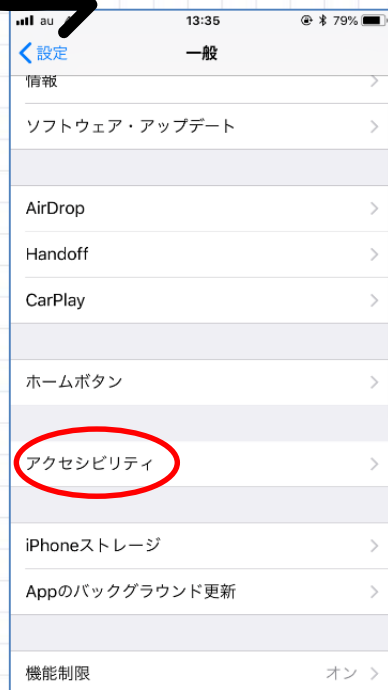 au 13:35 79%
設定 一般
情報
ソフトウェア・アップデート
AirDrop
Handoff
CarPlay
ホームボタン
アクセシビリティ
iPhoneストレージ
Appのバックグラウンド更新
機能制限 オン